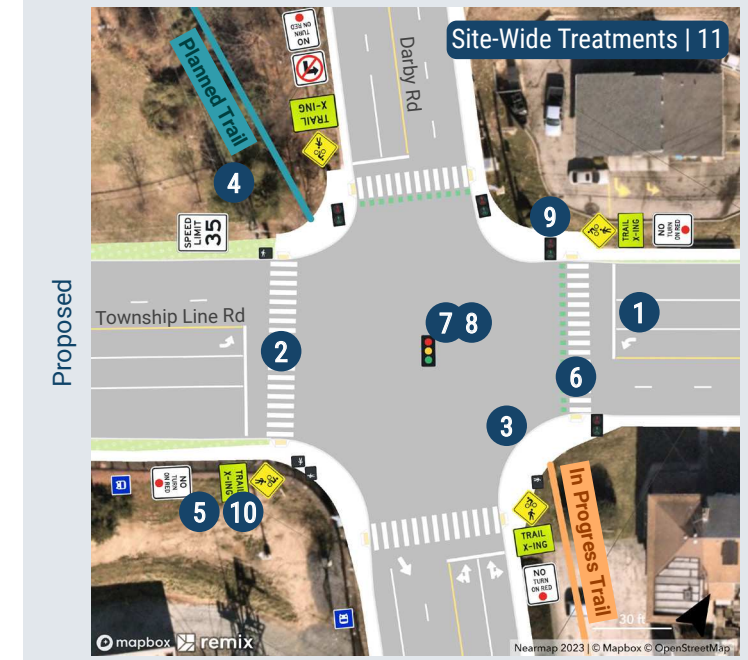 Site-Wide Treatments | 11
NO
TURN
ON RED
Darby Rd
TRAIL
X-ING
Planned Trail
4
SPEED
LIMIT
35
9
TRAIL
X-ING
NO
TURN
ON RED
Proposed
Township Line Rd
1
7
8
2
6
3
NO
TURN
ON RED
TRAIL
X-ING
5
10
TRAIL
X-ING
NO
TURN
ON RED
In Progress Trail
30 ft
mapbox
remix
Nearmap 2023 | © Mapbox © OpenStreetMap